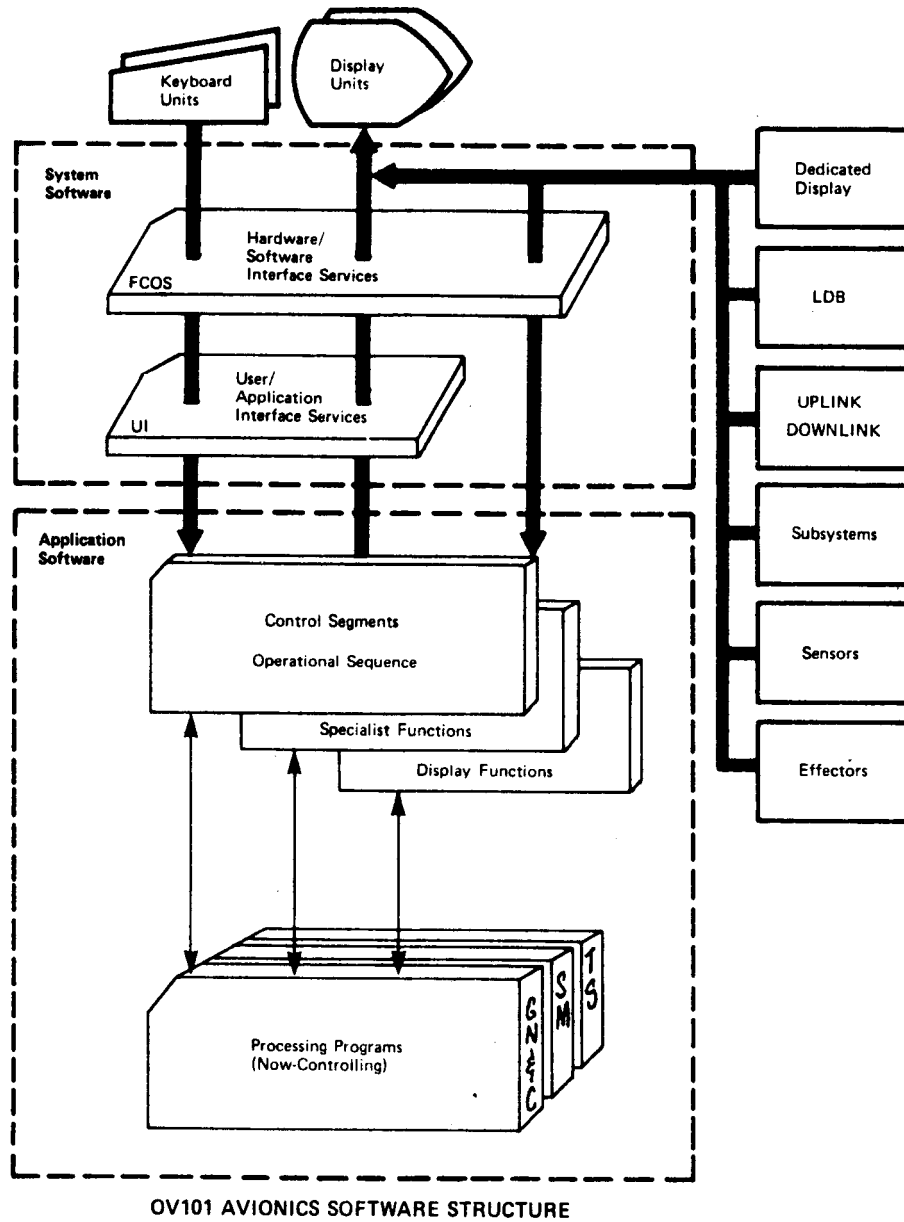 Keyboard
Units
Display
Units
System
Software
Dedicated
Display
Hardware/
Software
Interface Services
FCOS
LDB
User/
Application
Interface Services
UI
UPLINK
DOWNLINK
Subsystems
Application
Software
Control Segments
Operational Sequence
Sensors
Specialist Functions
Display Functions
Effectors
Processing Programs
(Now-Controlling)
GN&C
SM
TS
OV101 AVIONICS SOFTWARE STRUCTURE